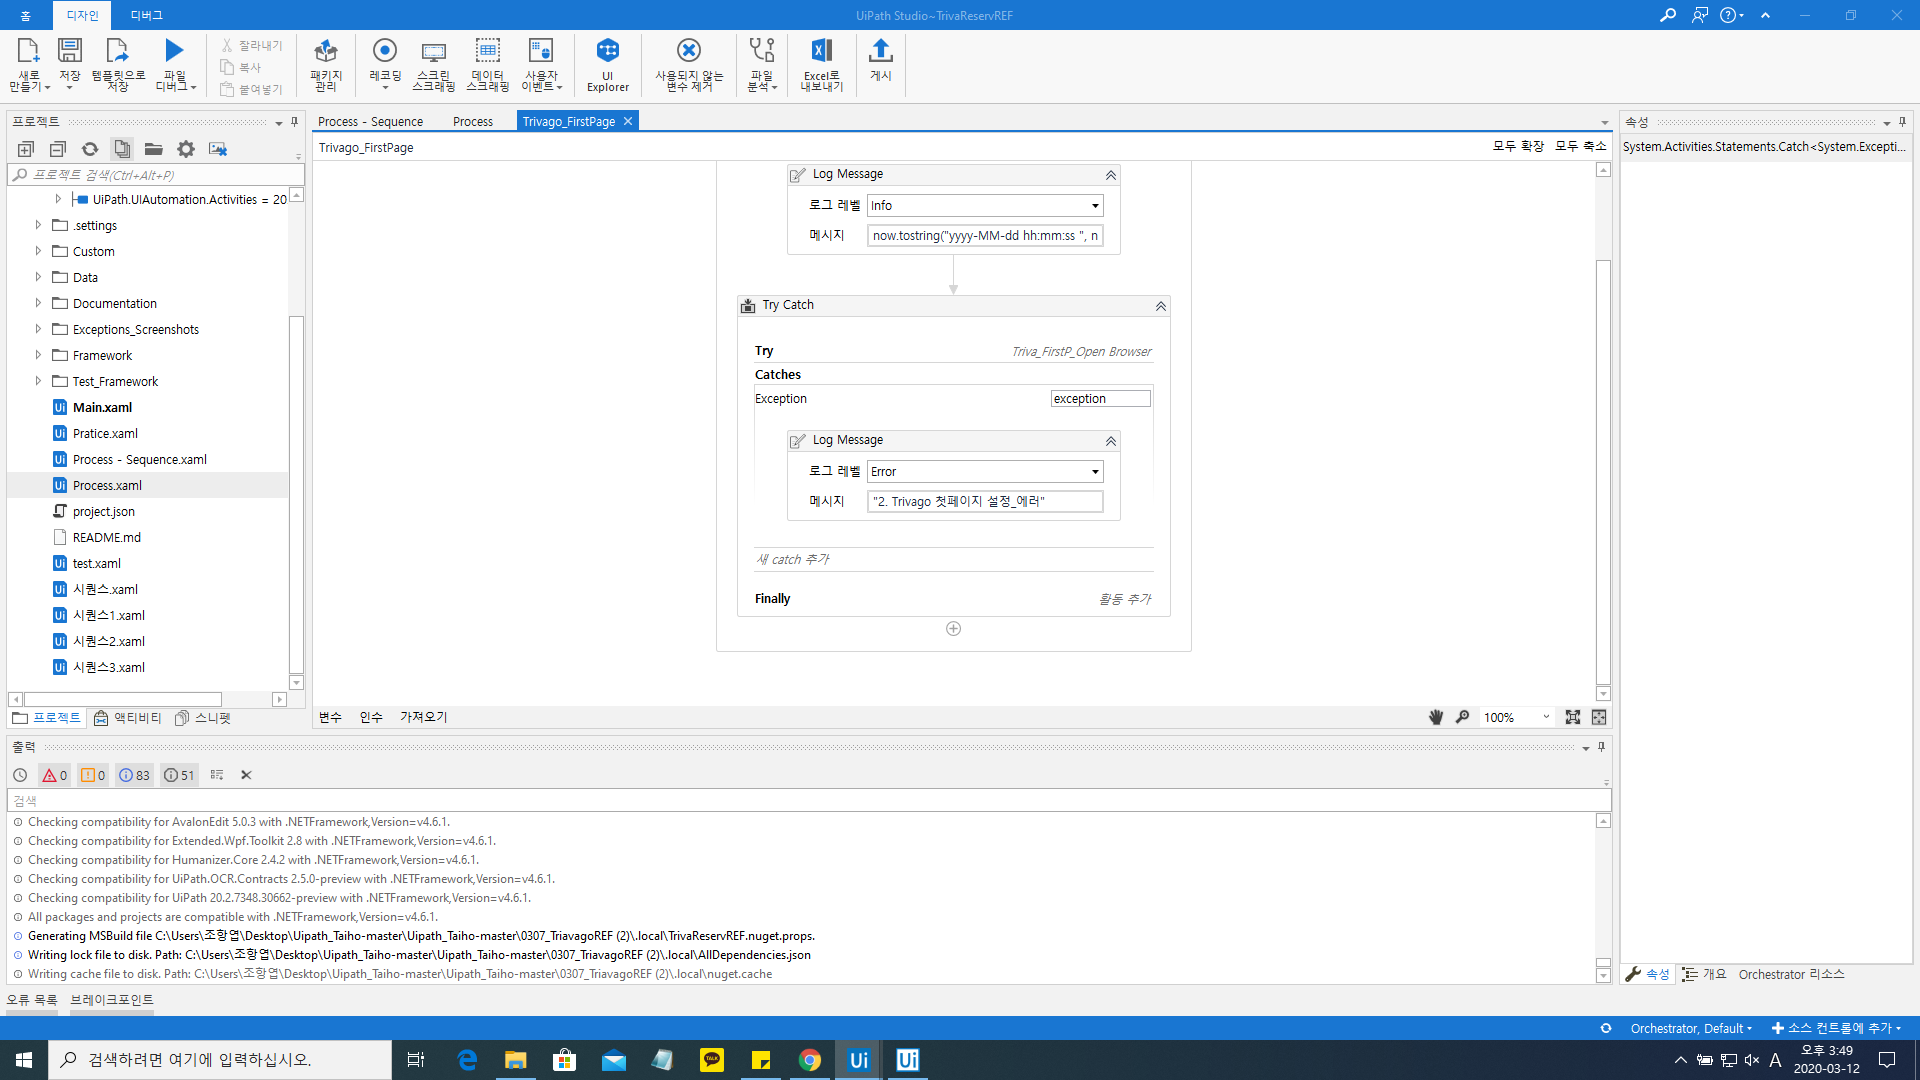 홈 디자인 디버그
UiPath Studio~TrivaReservREF
새로 만들기
저장
템플릿으로 저장
파일 디버그
잘라내기
복사
붙여넣기
패키지 관리
레코딩
스크린 스크래핑
데이터 스크래핑
사용자 이벤트
UI Explorer
사용되지 않는 변수 제거
파일 분석
Excel로 내보내기
게시
프로젝트
프로젝트 검색(Ctrl+Alt+P)
UiPath.UIAutomation.Activities = 20
.settings
Custom
Data
Documentation
Exceptions_Screenshots
Framework
Test_Framework
Main.xaml
Pratice.xaml
Process - Sequence.xaml
Process.xaml
project.json
README.md
test.xaml
시퀀스.xaml
시퀀스1.xaml
시퀀스2.xaml
시퀀스3.xaml
프로젝트 액티비티 스니펫
Process - Sequence Process Trivago_FirstPage
Trivago_FirstPage 모두 확장 모두 축소
Log Message
로그 레벨 Info
메시지 now.tostring("yyyy-MM-dd hh:mm:ss ", n
Try Catch
Try Triva_FirstP_Open Browser
Catches
Exception exception
Log Message
로그 레벨 Error
메시지 "2. Trivago 첫페이지 설정_에러"
새 catch 추가
Finally 활동 추가
변수 인수 가져오기 100%
속성
System.Activities.Statements.Catch<System.Excepti...
속성 개요 Orchestrator 리소스
출력
0 0 83 51
검색
Checking compatibility for AvalonEdit 5.0.3 with .NETFramework,Version=v4.6.1.
Checking compatibility for Extended.Wpf.Toolkit 2.8 with .NETFramework,Version=v4.6.1.
Checking compatibility for Humanizer.Core 2.4.2 with .NETFramework,Version=v4.6.1.
Checking compatibility for UiPath.OCR.Contracts 2.5.0-preview with .NETFramework,Version=v4.6.1.
Checking compatibility for UiPath 20.2.7348.30662-preview with .NETFramework,Version=v4.6.1.
All packages and projects are compatible with .NETFramework,Version=v4.6.1.
Generating MSBuild file C:\Users\조항엽\Desktop\Uipath_Taiho-master\Uipath_Taiho-master\0307_TriavagoREF (2)\.local\TrivaReservREF.nuget.props.
Writing lock file to disk. Path: C:\Users\조항엽\Desktop\Uipath_Taiho-master\Uipath_Taiho-master\0307_TriavagoREF (2)\.local\AllDependencies.json
Writing cache file to disk. Path: C:\Users\조항엽\Desktop\Uipath_Taiho-master\Uipath_Taiho-master\0307_TriavagoREF (2)\.local\nuget.cache
오류 목록 브레이크포인트
Orchestrator, Default 소스 컨트롤에 추가
검색하려면 여기에 입력하십시오.
TALK
Ui
Ui
A
오후 3:49
2020-03-12